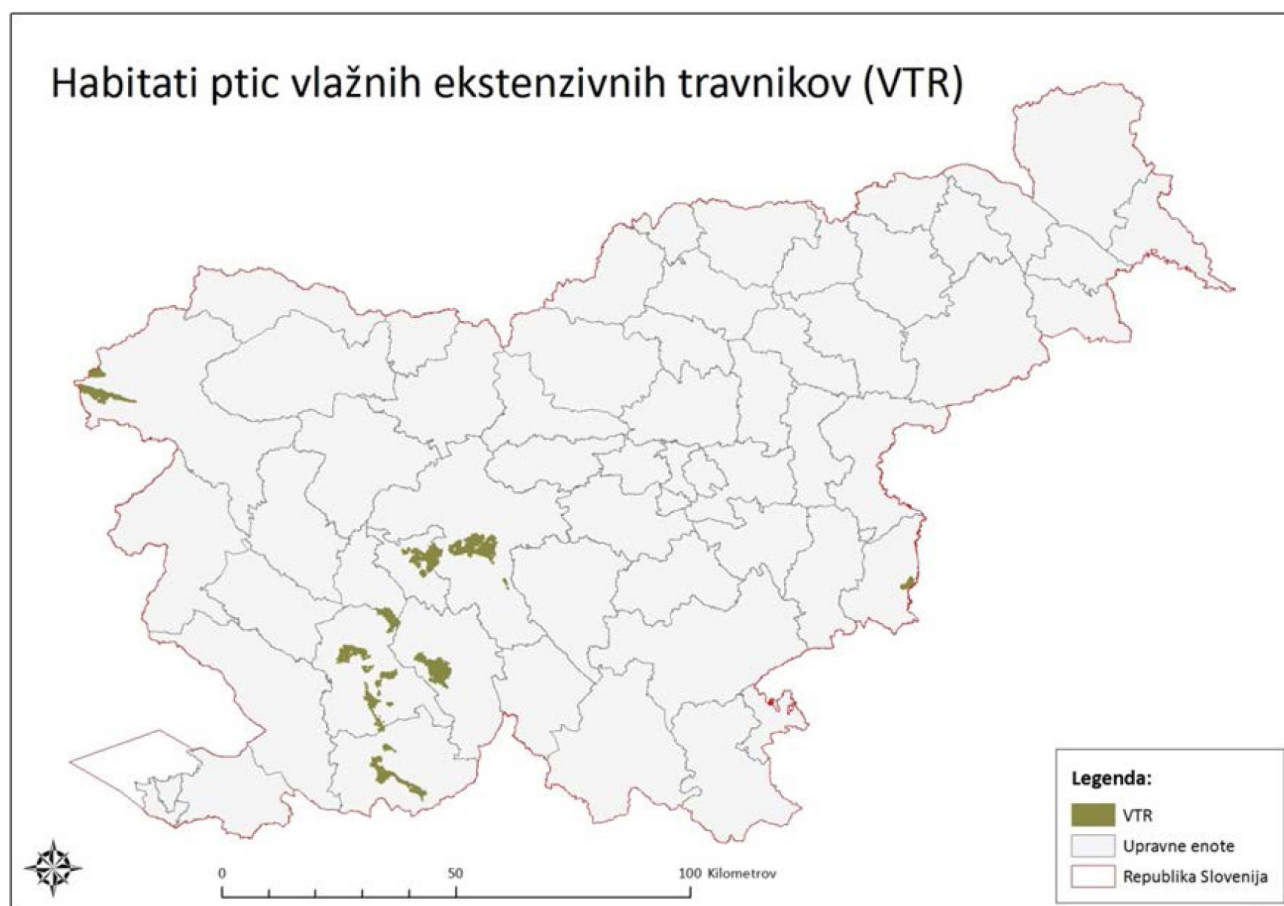 Habitati ptic vlažnih ekstenzivnih travnikov (VTR)
Legenda:
VTR
Upravne enote
Republika Slovenija
0 50 100 Kilometrov